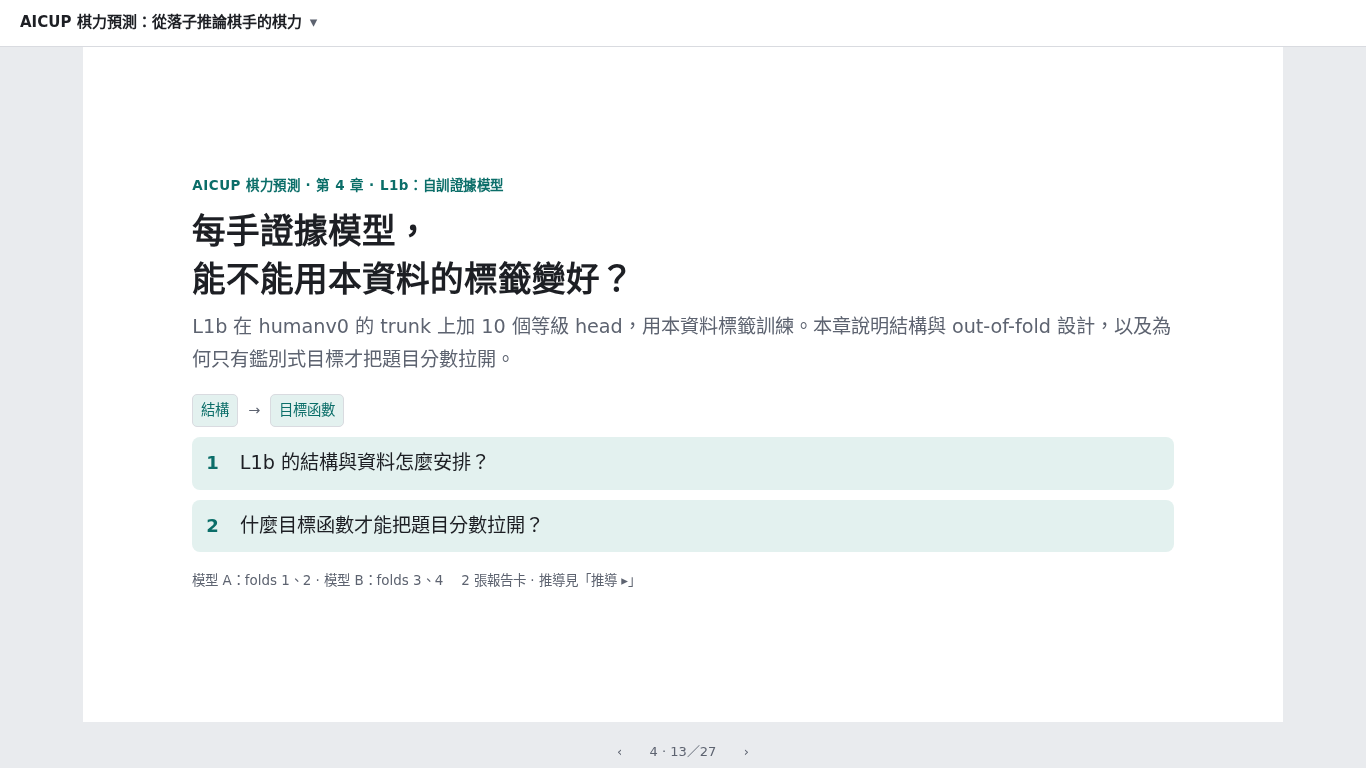 AICUP 棋力預測：從落子推論棋手的棋力 ▾
AICUP 棋力預測 · 第 4 章 · L1b：自訓證據模型
每手證據模型，
能不能用本資料的標籤變好？
L1b 在 humanv0 的 trunk 上加 10 個等級 head，用本資料標籤訓練。本章說明結構與 out-of-fold 設計，以及為
何只有鑑別式目標才把題目分數拉開。
結構 → 目標函數
1 L1b 的結構與資料怎麼安排？
2 什麼目標函數才能把題目分數拉開？
模型 A：folds 1、2 · 模型 B：folds 3、4 2 張報告卡 · 推導見「推導 ▸」
‹ 4 · 13／27 ›